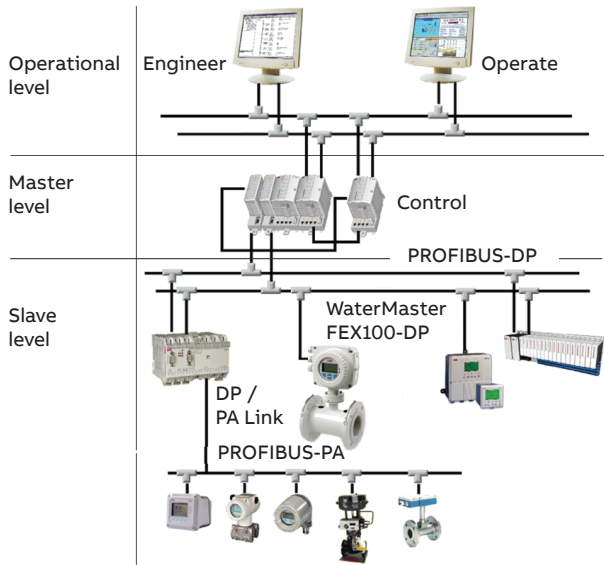 Operational
level
Engineer
Operate
Master
level
Control
PROFIBUS-DP
Slave
level
WaterMaster
FEX100-DP
DP /
PA Link
PROFIBUS-PA